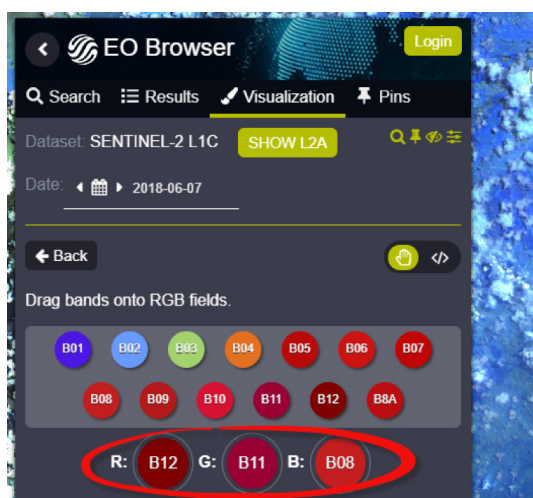 EO Browser
Login
Search Results Visualization Pins
Dataset: SENTINEL-2 L1C SHOW L2A
Date: 2018-06-07
Back </>
Drag bands onto RGB fields.
B01 B02 B03 B04 B05 B06 B07
B08 B09 B10 B11 B12 B8A
R: B12 G: B11 B: B08